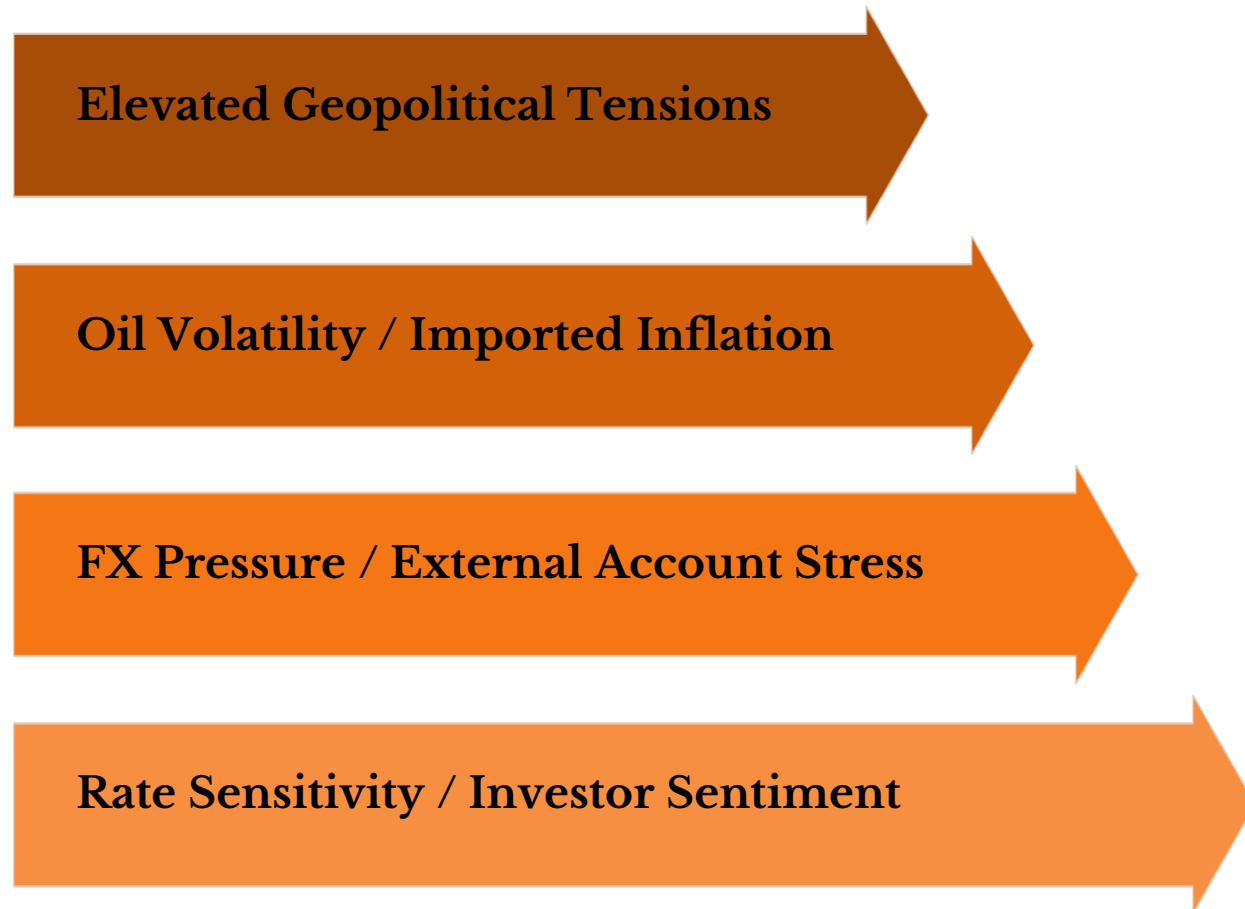 Elevated Geopolitical Tensions
Oil Volatility / Imported Inflation
FX Pressure / External Account Stress
Rate Sensitivity / Investor Sentiment